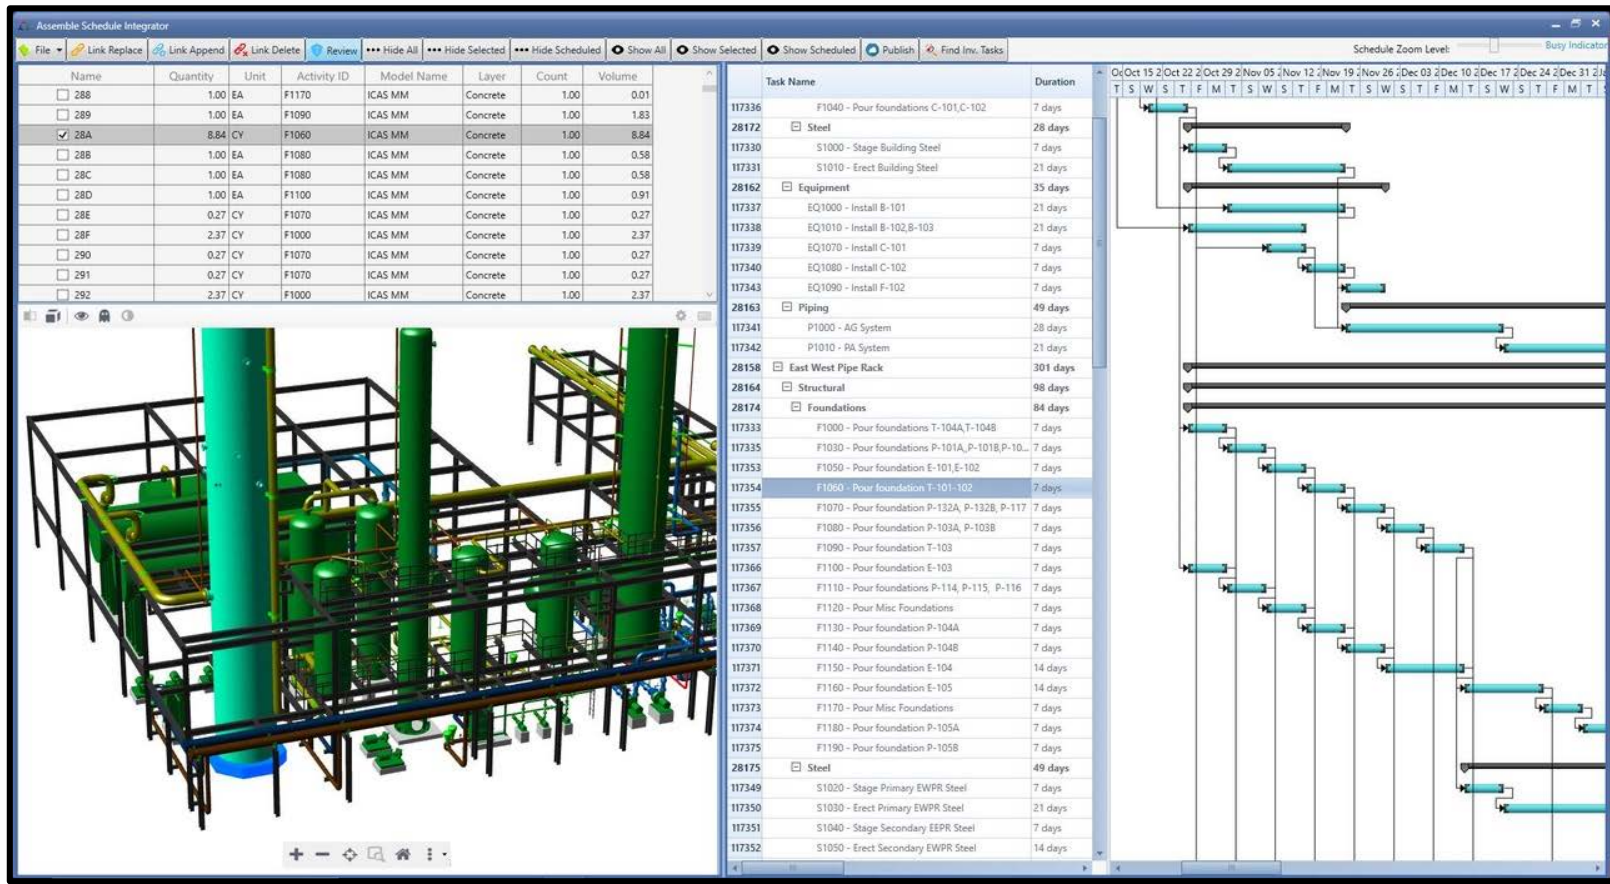 Assemble Schedule Integrator
File Link Replace Link Append Link Delete Review Hide All Hide Selected Hide Scheduled Show All Show Selected Show Scheduled Publish Find Inv. Tasks Schedule Zoom Level: Busy Indicator
Name Quantity Unit Activity ID Model Name Layer Count Volume
288 1.00 EA F1170 ICAS MM Concrete 1.00 0.01
289 1.00 EA F1090 ICAS MM Concrete 1.00 1.83
28A 8.84 CY F1060 ICAS MM Concrete 1.00 8.84
28B 1.00 EA F1080 ICAS MM Concrete 1.00 0.58
28C 1.00 EA F1080 ICAS MM Concrete 1.00 0.58
28D 1.00 EA F1100 ICAS MM Concrete 1.00 0.91
28E 0.27 CY F1070 ICAS MM Concrete 1.00 0.27
28F 2.37 CY F1000 ICAS MM Concrete 1.00 2.37
290 0.27 CY F1070 ICAS MM Concrete 1.00 0.27
291 0.27 CY F1070 ICAS MM Concrete 1.00 0.27
292 2.37 CY F1000 ICAS MM Concrete 1.00 2.37
Task Name Duration
117336 F1040 - Pour foundations C-101,C-102 7 days
28172 Steel 28 days
117330 S1000 - Stage Building Steel 7 days
117331 S1010 - Erect Building Steel 21 days
28162 Equipment 35 days
117337 EQ1000 - Install B-101 21 days
117338 EQ1010 - Install B-102,B-103 21 days
117339 EQ1070 - Install C-101 7 days
117340 EQ1080 - Install C-102 7 days
117343 EQ1090 - Install F-102 7 days
28163 Piping 49 days
117341 P1000 - AG System 28 days
117342 P1010 - PA System 21 days
28158 East West Pipe Rack 301 days
28164 Structural 98 days
28174 Foundations 84 days
117333 F1000 - Pour foundations T-104A,T-104B 7 days
117335 F1030 - Pour foundations P-101A,P-101B,P-10... 7 days
117353 F1050 - Pour foundation E-101,E-102 7 days
117354 F1060 - Pour foundation T-101-102 7 days
117355 F1070 - Pour foundation P-132A, P-132B, P-117 7 days
117356 F1080 - Pour foundation P-103A, P-103B 7 days
117357 F1090 - Pour foundation T-103 7 days
117366 F1100 - Pour foundation E-103 7 days
117367 F1110 - Pour foundations P-114, P-115, P-116 7 days
117368 F1120 - Pour Misc Foundations 7 days
117369 F1130 - Pour foundation P-104A 7 days
117370 F1140 - Pour foundation P-104B 7 days
117371 F1150 - Pour foundation E-104 14 days
117372 F1160 - Pour foundation E-105 14 days
117373 F1170 - Pour Misc Foundations 7 days
117374 F1180 - Pour foundation P-105A 7 days
117375 F1190 - Pour foundation P-105B 7 days
28175 Steel 49 days
117349 S1020 - Stage Primary EWPR Steel 7 days
117350 S1030 - Erect Primary EWPR Steel 21 days
117351 S1040 - Stage Secondary EEPR Steel 7 days
117352 S1050 - Erect Secondary EWPR Steel 14 days
Oct 15 2 Oct 22 2 Oct 29 2 Nov 05 2 Nov 12 2 Nov 19 2 Nov 26 2 Dec 03 2 Dec 10 2 Dec 17 2 Dec 24 2 Dec 31 2
T S W S T F M T S W S T F M T S W S T F M T S W S T F M T